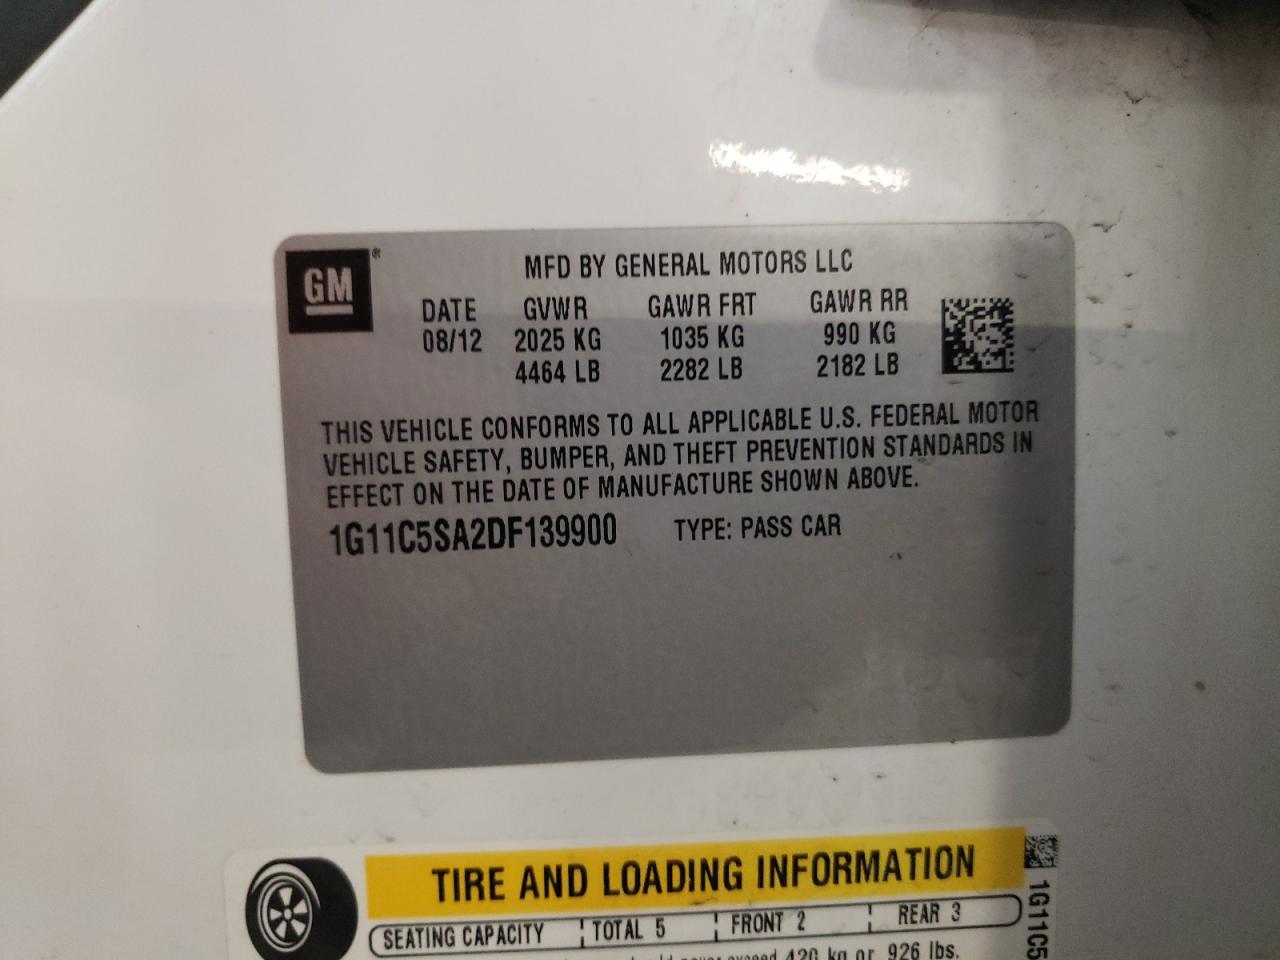 GM®
MFD BY GENERAL MOTORS LLC
DATE GVWR GAWR FRT GAWR RR
08/12 2025 KG 1035 KG 990 KG
4464 LB 2282 LB 2182 LB
THIS VEHICLE CONFORMS TO ALL APPLICABLE U.S. FEDERAL MOTOR
VEHICLE SAFETY, BUMPER, AND THEFT PREVENTION STANDARDS IN
EFFECT ON THE DATE OF MANUFACTURE SHOWN ABOVE.
1G11C5SA2DF139900 TYPE: PASS CAR
TIRE AND LOADING INFORMATION
SEATING CAPACITY TOTAL 5 FRONT 2 REAR 3
never exceed 420 kg or 926 lbs.
1G11C5